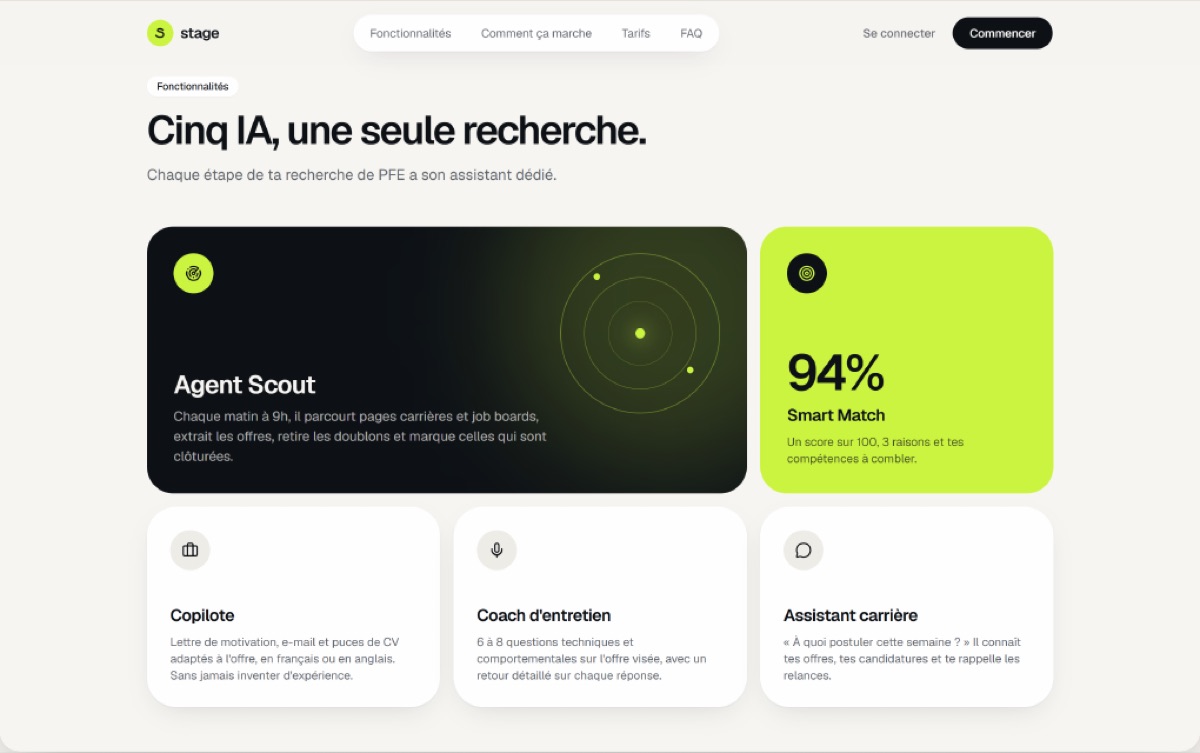 S stage
Fonctionnalités
Comment ça marche
Tarifs
FAQ
Se connecter
Commencer
Fonctionnalités
Cinq IA, une seule recherche.
Chaque étape de ta recherche de PFE a son assistant dédié.
Agent Scout
Chaque matin à 9h, il parcourt pages carrières et job boards,
extrait les offres, retire les doublons et marque celles qui sont
clôturées.
94%
Smart Match
Un score sur 100, 3 raisons et tes
compétences à combler.
Copilote
Lettre de motivation, e-mail et puces de CV
adaptés à l'offre, en français ou en anglais.
Sans jamais inventer d'expérience.
Coach d'entretien
6 à 8 questions techniques et
comportementales sur l'offre visée, avec un
retour détaillé sur chaque réponse.
Assistant carrière
« À quoi postuler cette semaine ? » Il connaît
tes offres, tes candidatures et te rappelle les
relances.